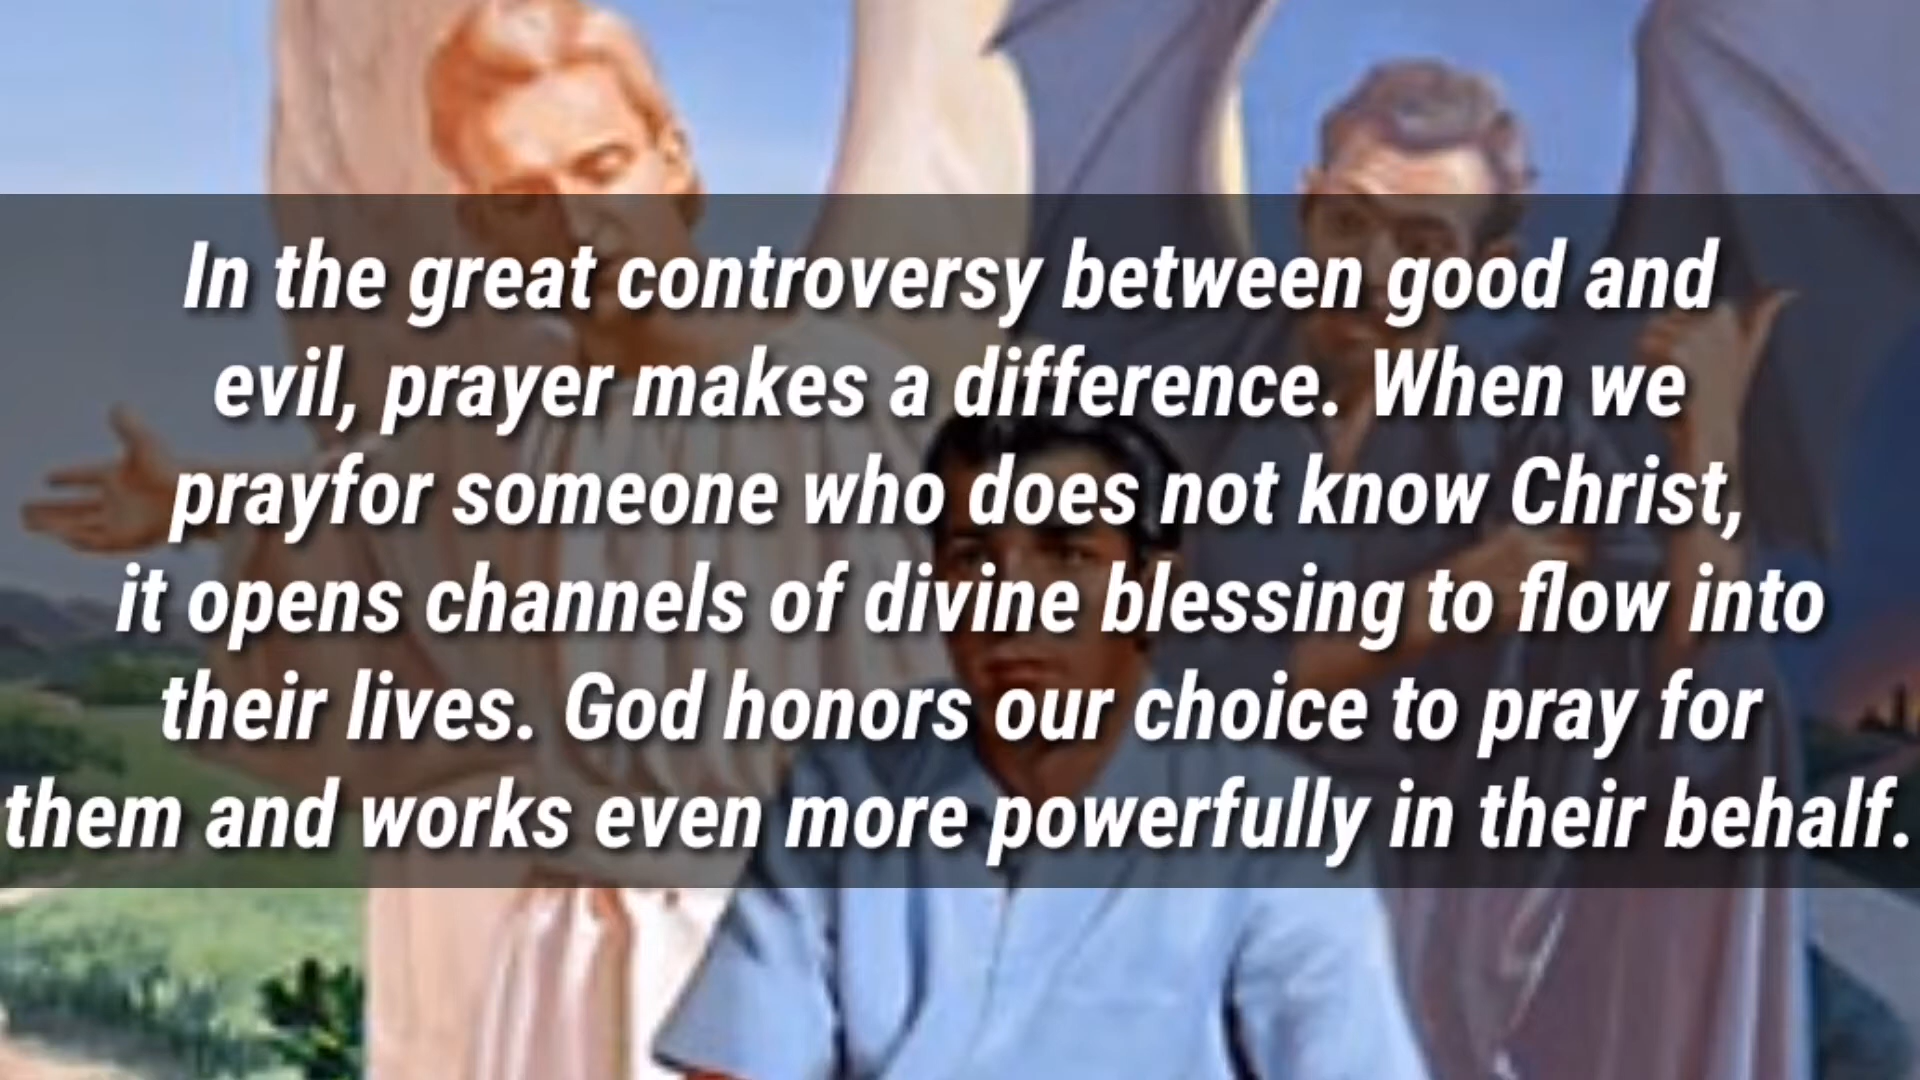 In the great controversy between good and
evil, prayer makes a difference. When we
prayfor someone who does not know Christ,
it opens channels of divine blessing to flow into
their lives. God honors our choice to pray for
them and works even more powerfully in their behalf.